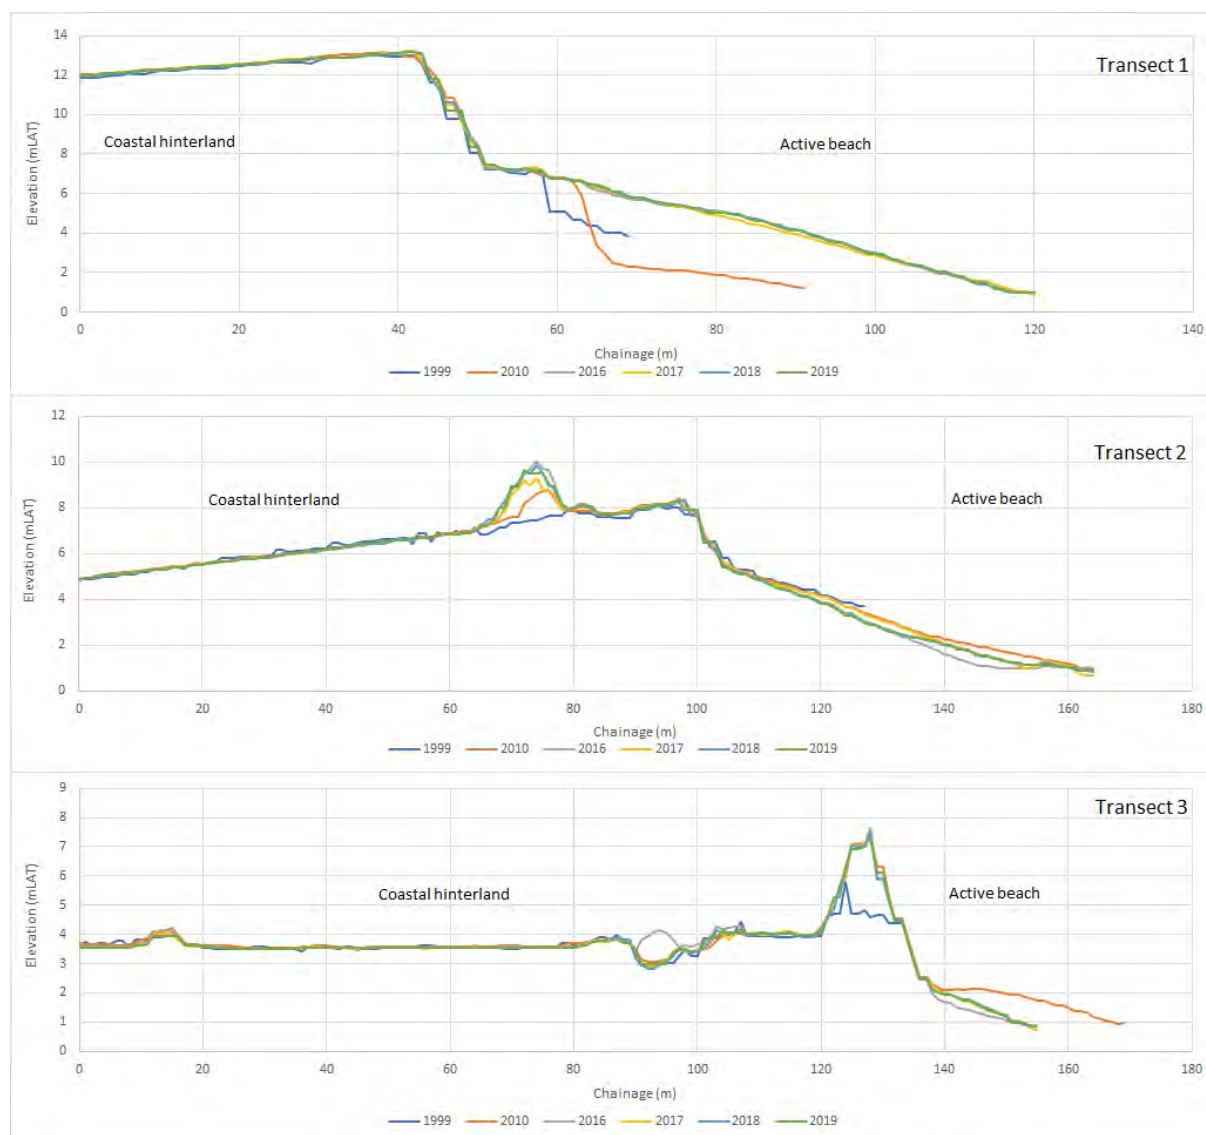 14
Transect 1
12
10
Coastal hinterland
Active beach
Elevation (mLAT)
8
6
4
2
0
0 20 40 60 80 100 120 140
Chainage (m)
1999 2010 2016 2017 2018 2019
12
Transect 2
10
Coastal hinterland
Active beach
8
Elevation (mLAT)
6
4
2
0
0 20 40 60 80 100 120 140 160 180
Chainage (m)
1999 2010 2016 2017 2018 2019
9
Transect 3
8
7
6
Coastal hinterland
Active beach
5
Elevation (mLAT)
4
3
2
1
0
0 20 40 60 80 100 120 140 160 180
Chainage (m)
1999 2010 2016 2017 2018 2019